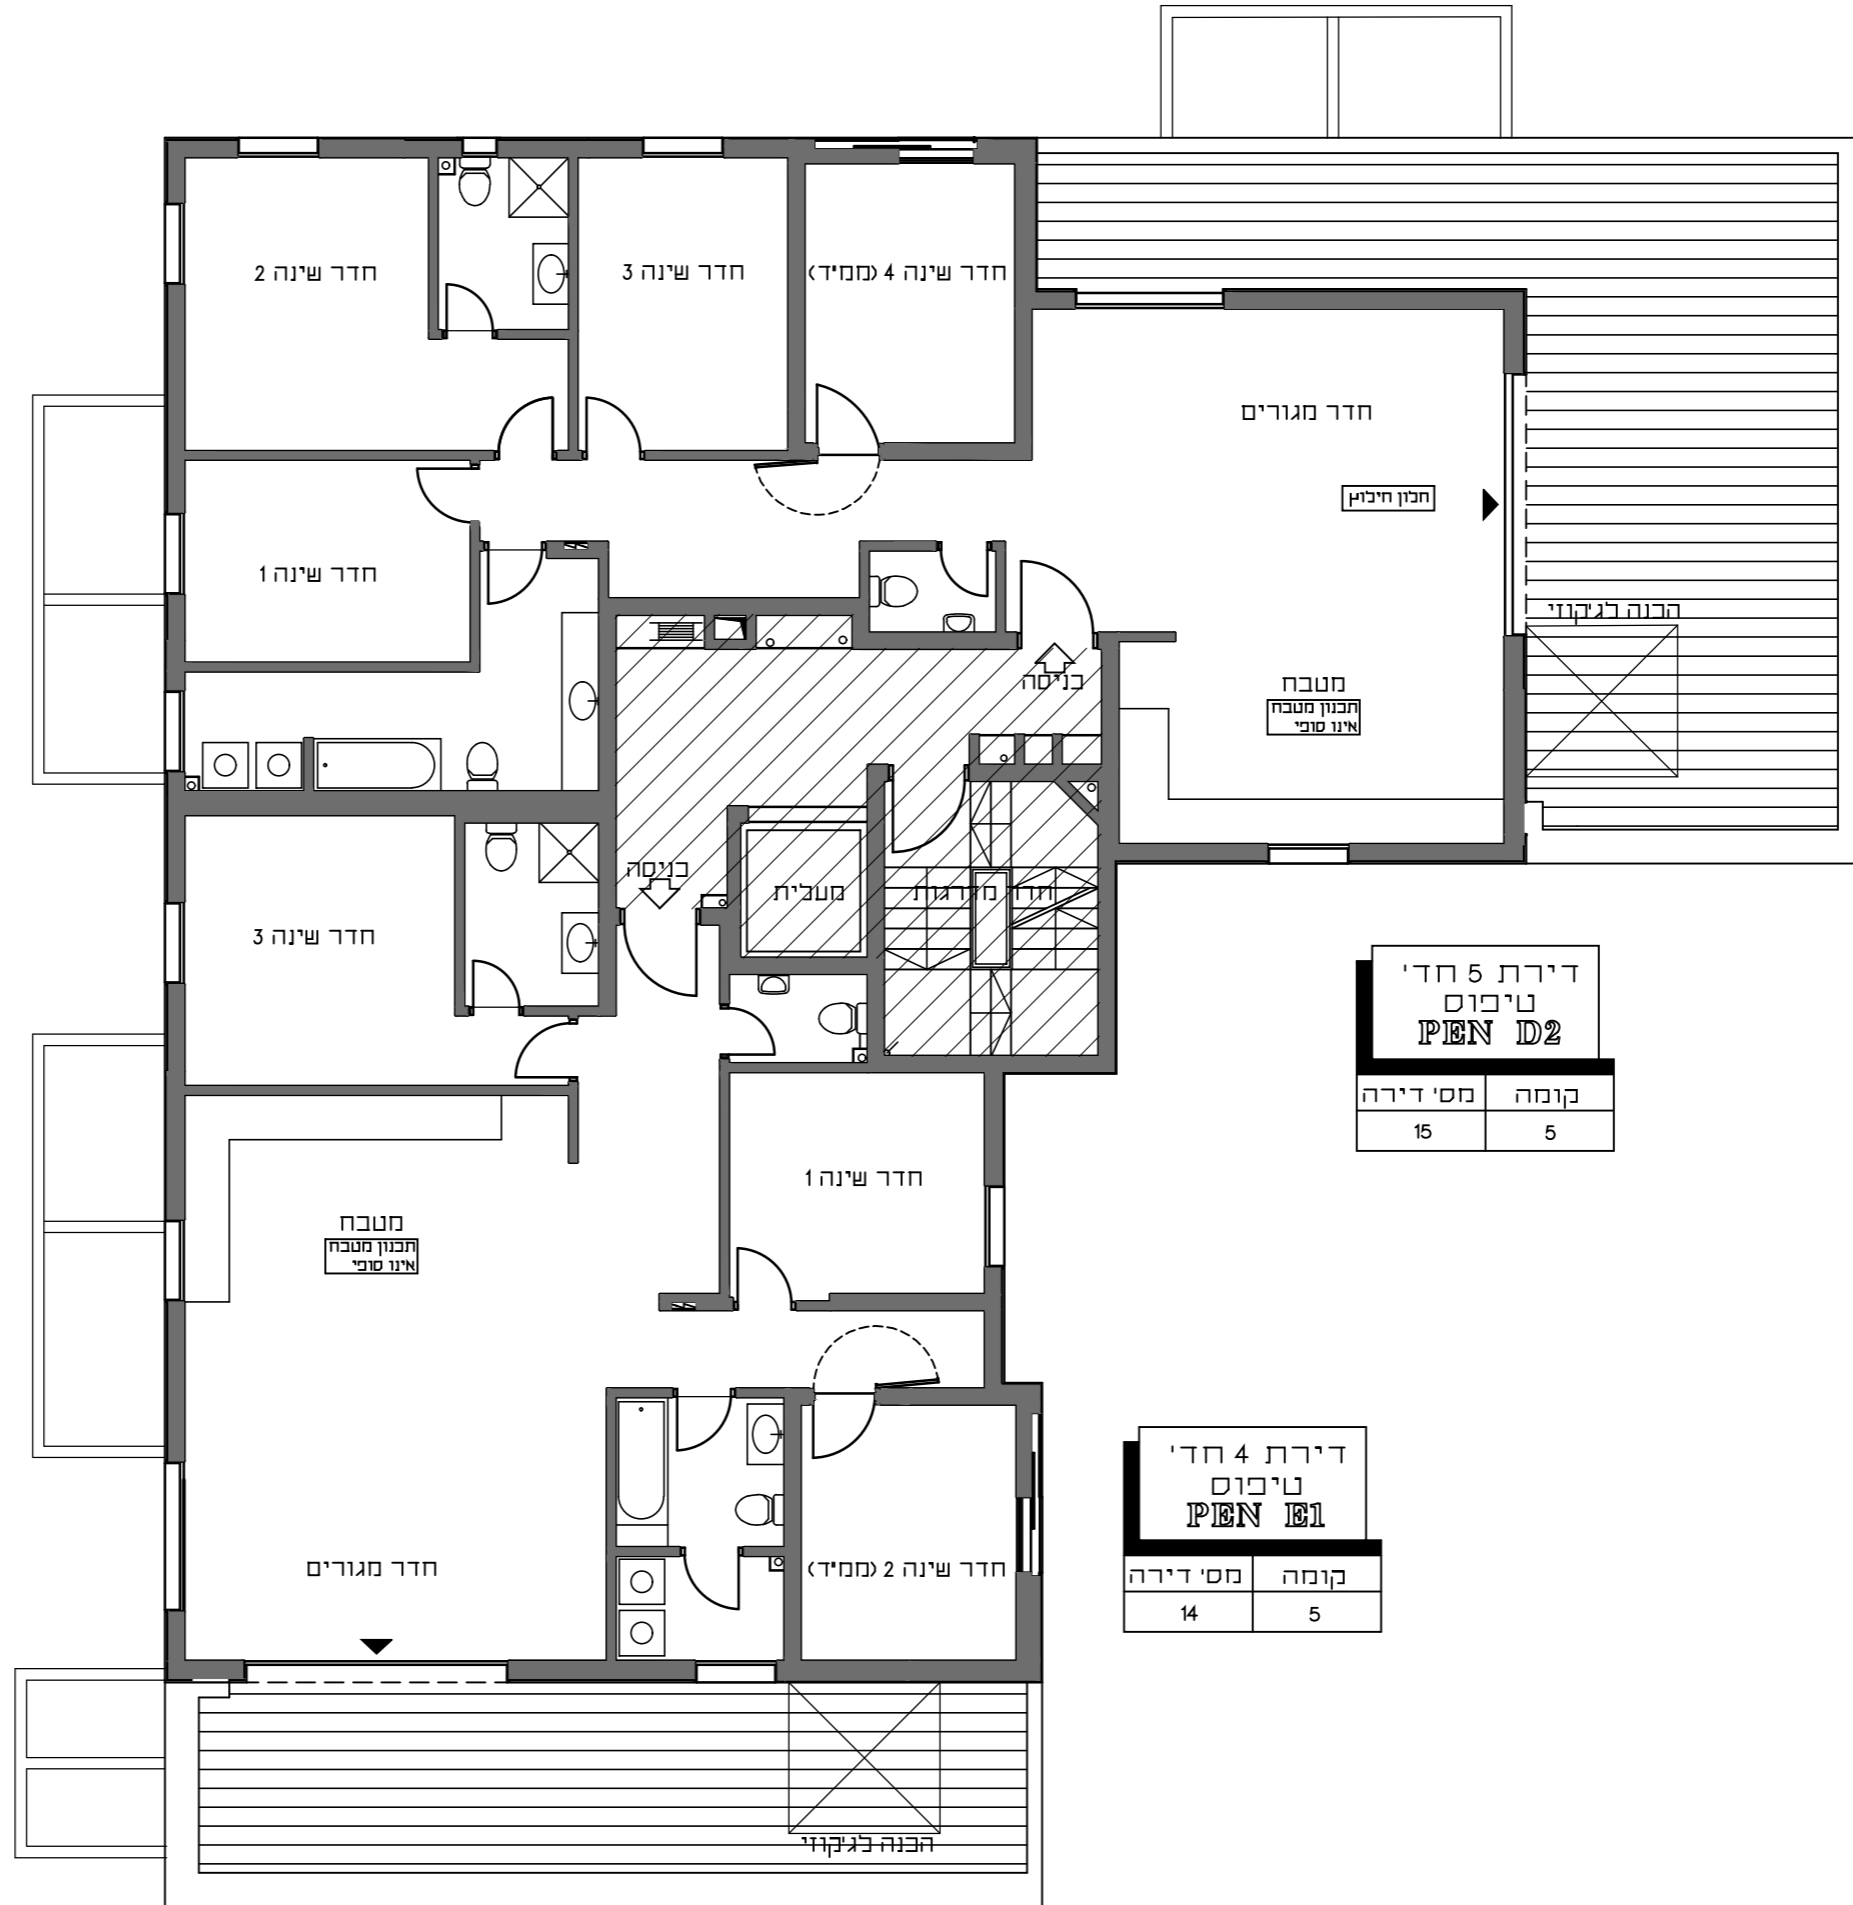 חדר שינה 2
חדר שינה 3
חדר שינה 4 (ממ"ד)
חדר מגורים
חלון חילוץ
חדר שינה 1
הכנה לג'קוזי
כניסה
מטבח
תכנון מטבח
אינו סופי
כניסה
מעלית
חדר מדרגות
חדר שינה 3
דירת 5 חד'
טיפוס
PEN D2
קומה מס' דירה
5 15
חדר שינה 1
מטבח
תכנון מטבח
אינו סופי
דירת 4 חד'
טיפוס
PEN E1
קומה מס' דירה
5 14
חדר מגורים
חדר שינה 2 (ממ"ד)
הכנה לג'קוזי